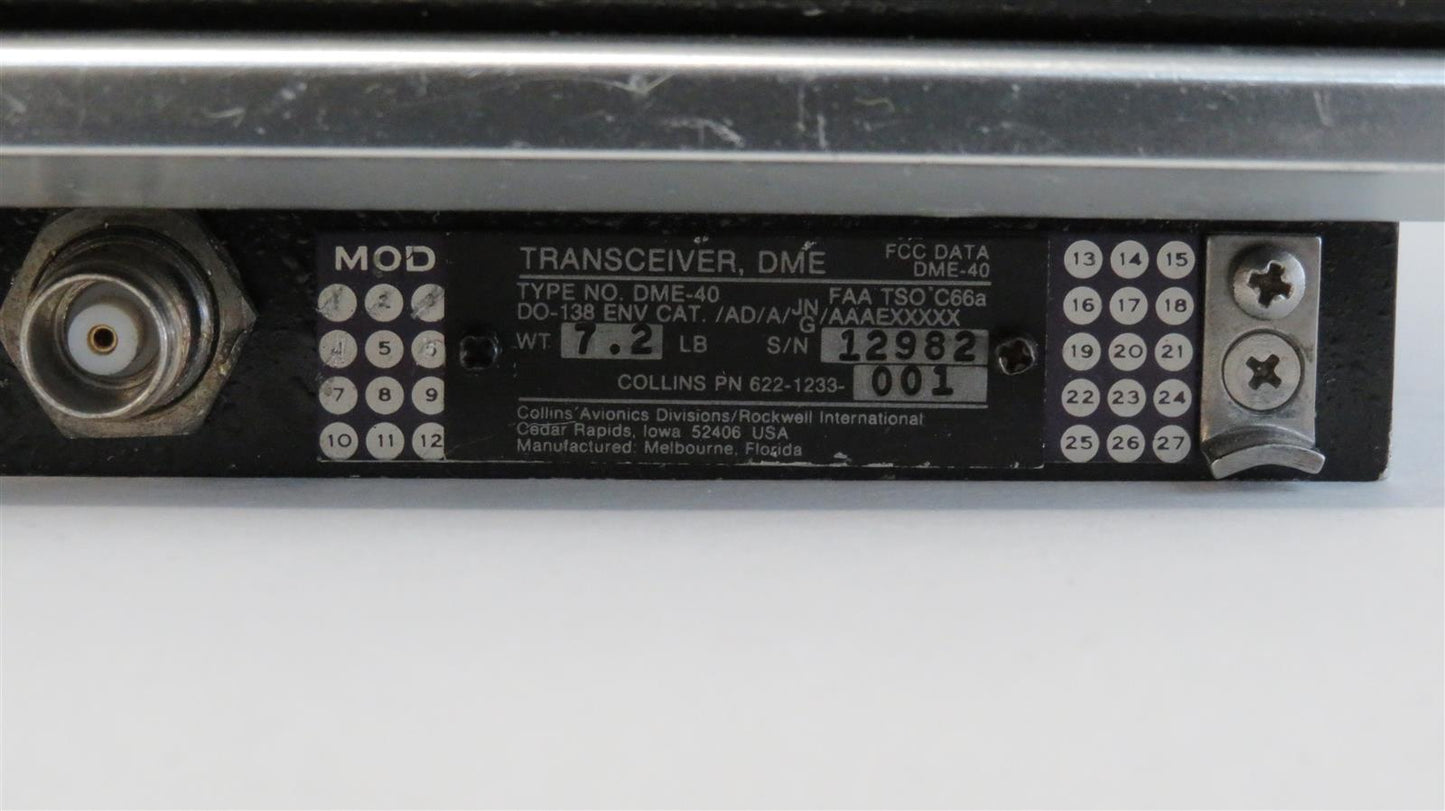 MOD
1 2 3
4 5 6
7 8 9
10 11 12
TRANSCEIVER, DME FCC DATA
DME-40
TYPE NO. DME-40 FAA TSO C66a
DO-138 ENV CAT. /AD/A/JN
G/AAAEXXXXX
WT 7.2 LB S/N 12982
COLLINS PN 622-1233-001
Collins Avionics Divisions/Rockwell International
Cedar Rapids, Iowa 52406 USA
Manufactured: Melbourne, Florida
13 14 15
16 17 18
19 20 21
22 23 24
25 26 27